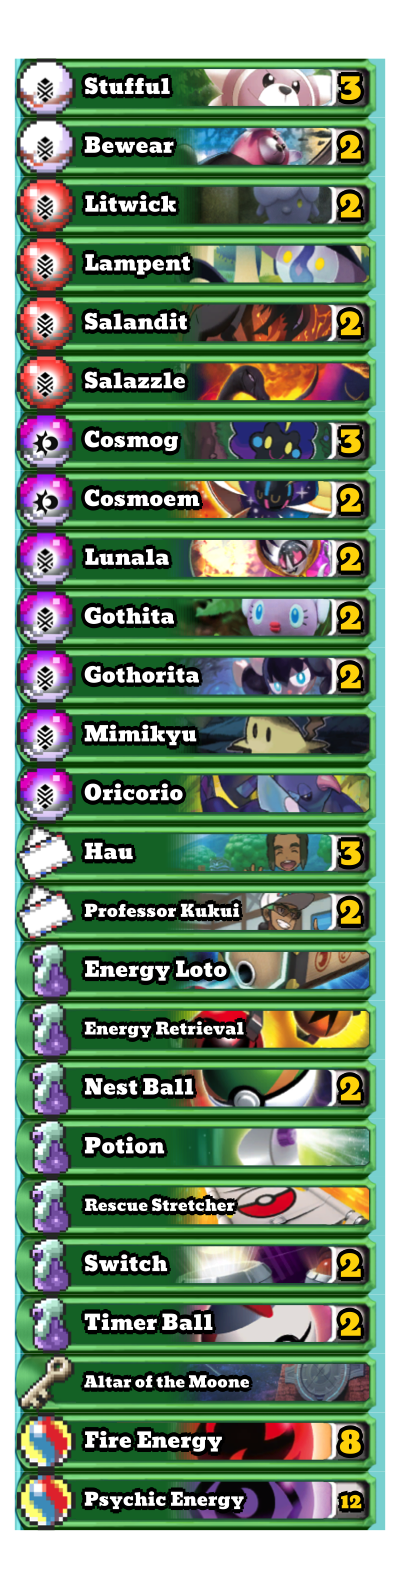 Stufful 3
Bewear 2
Litwick 2
Lampent
Salandit 2
Salazzle
Cosmog 3
Cosmoem 2
Lunala 2
Gothita 2
Gothorita 2
Mimikyu
Oricorio
Hau 3
Professor Kukui 2
Energy Loto
Energy Retrieval
Nest Ball 2
Potion
Rescue Stretcher
Switch 2
Timer Ball 2
Altar of the Moone
Fire Energy 8
Psychic Energy 12